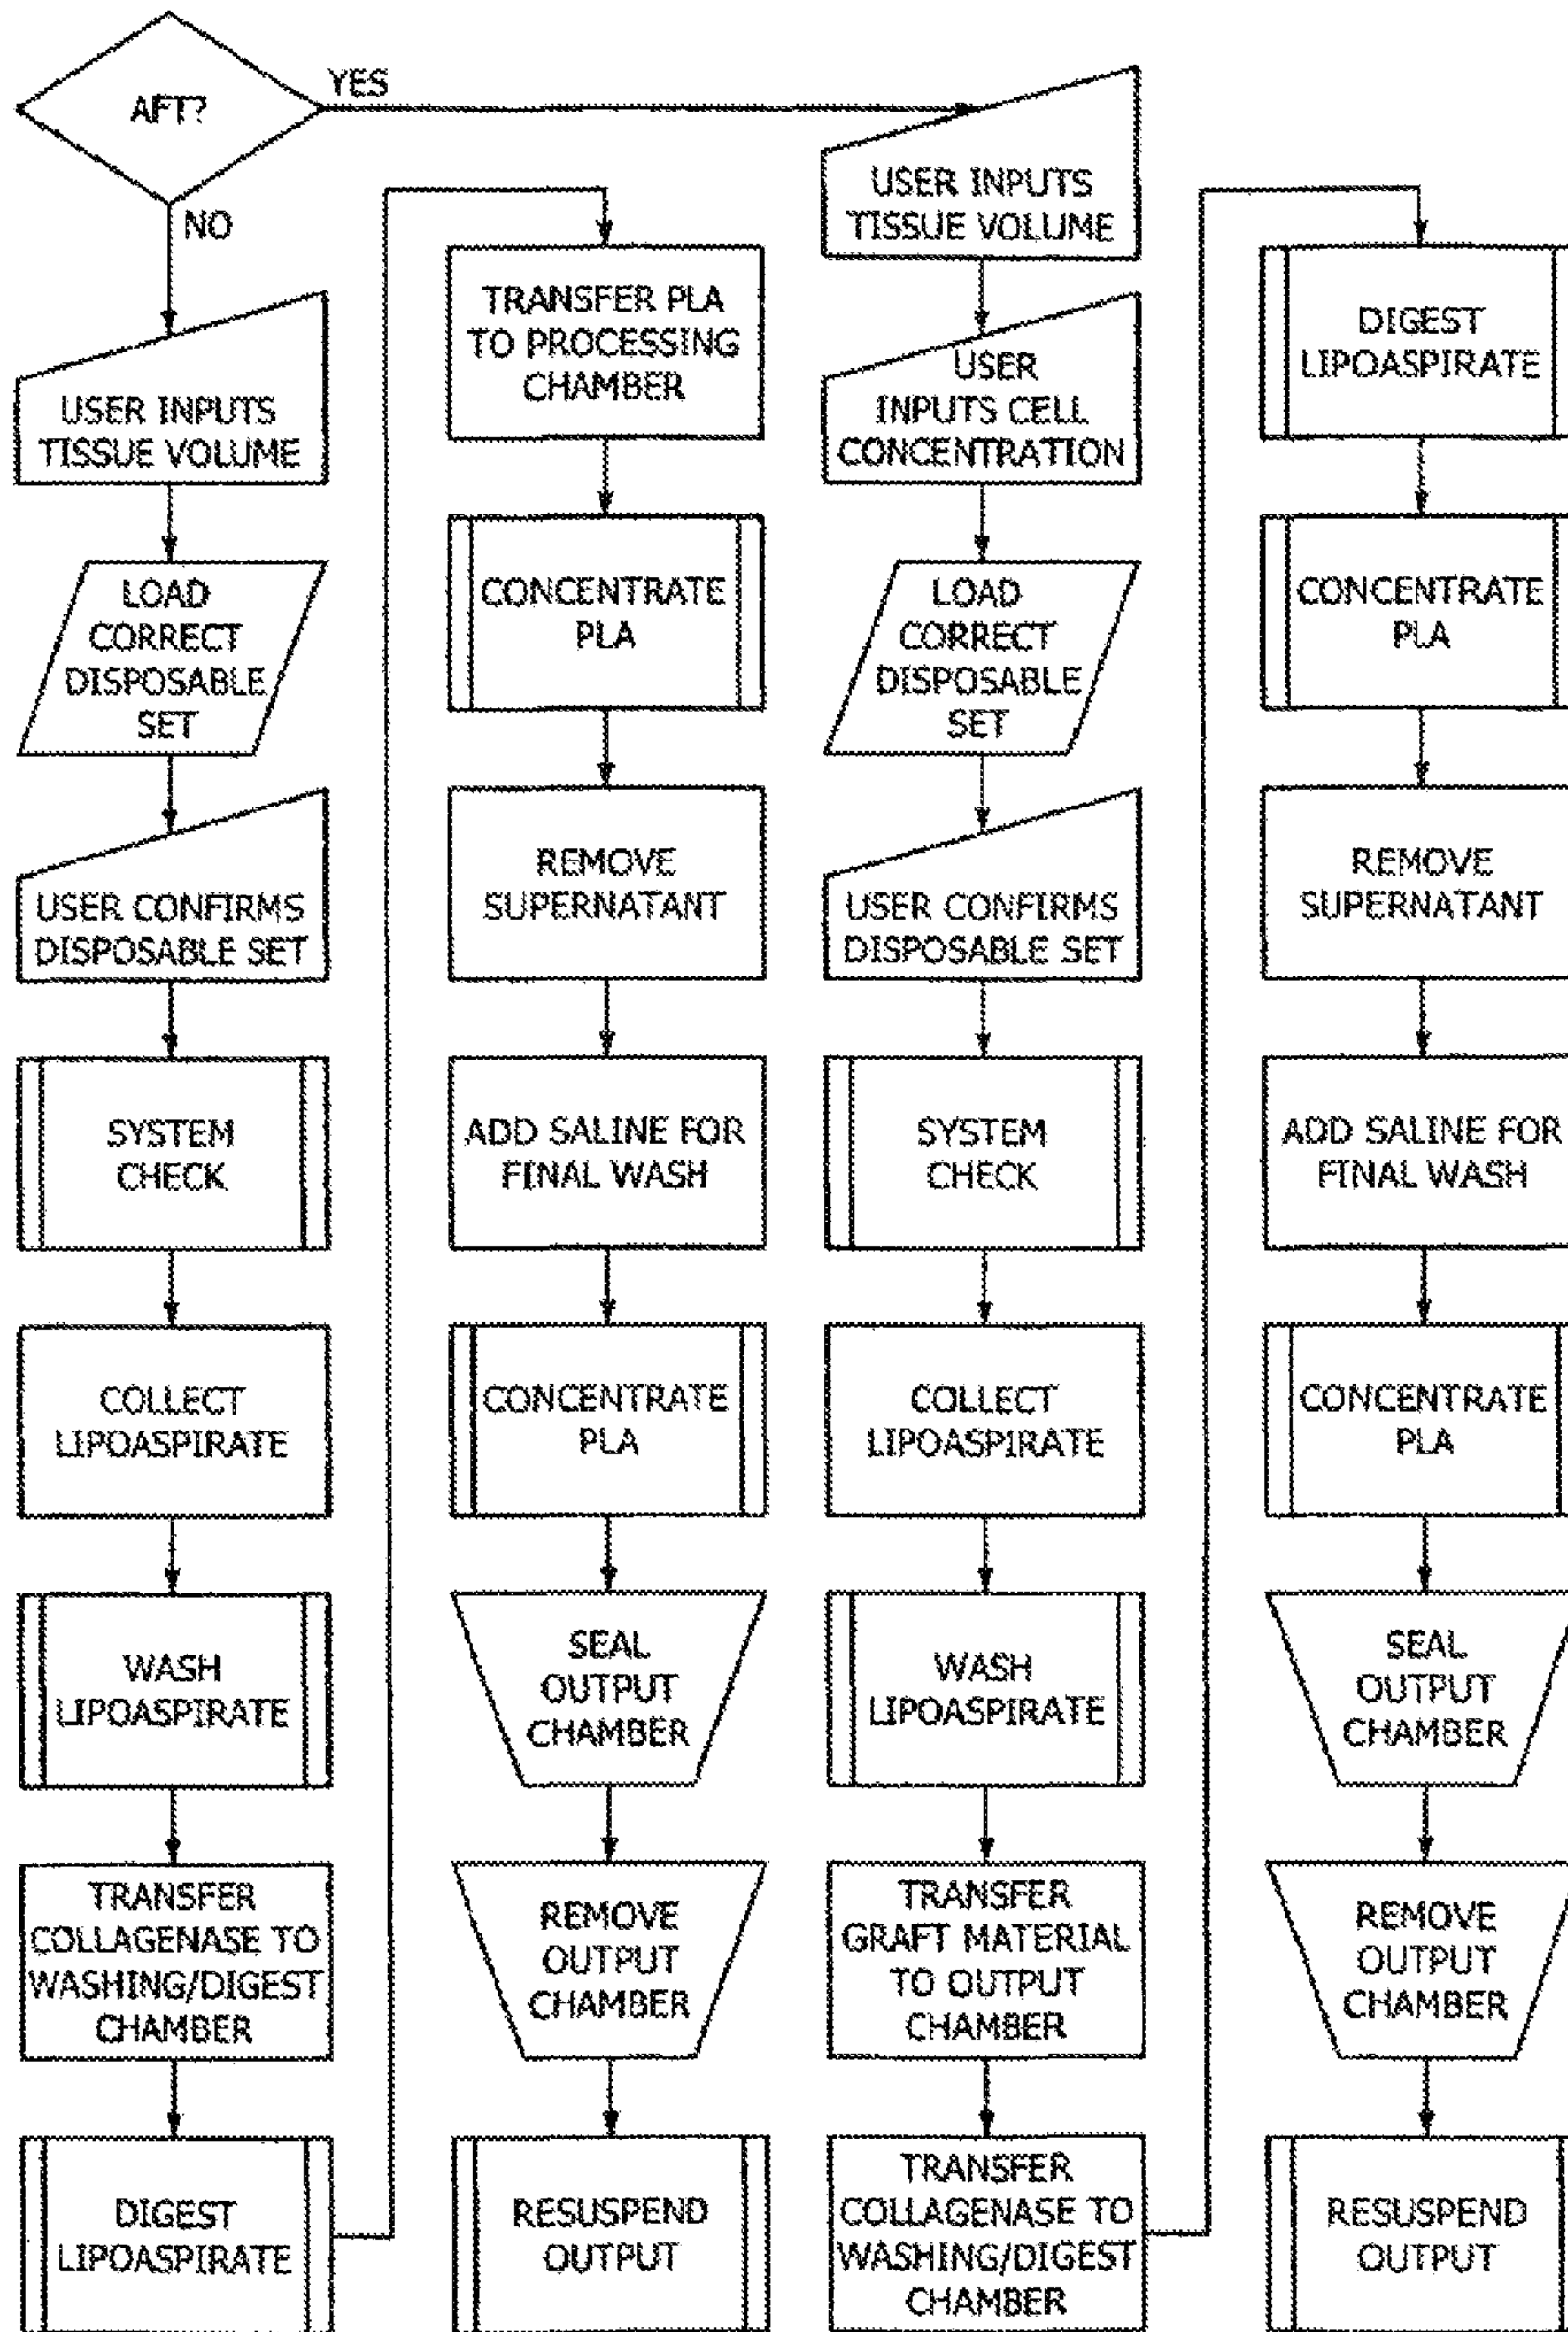 AFT?
YES
NO
USER INPUTS
TISSUE VOLUME
LOAD
CORRECT
DISPOSABLE
SET
USER CONFIRMS
DISPOSABLE SET
SYSTEM
CHECK
COLLECT
LIPOASPIRATE
WASH
LIPOASPIRATE
TRANSFER
COLLAGENASE TO
WASHING/DIGEST
CHAMBER
DIGEST
LIPOASPIRATE
TRANSFER PLA
TO PROCESSING
CHAMBER
CONCENTRATE
PLA
REMOVE
SUPERNATANT
ADD SALINE FOR
FINAL WASH
CONCENTRATE
PLA
SEAL
OUTPUT
CHAMBER
REMOVE
OUTPUT
CHAMBER
RESUSPEND
OUTPUT
USER INPUTS
TISSUE VOLUME
USER
INPUTS CELL
CONCENTRATION
LOAD
CORRECT
DISPOSABLE
SET
USER CONFIRMS
DISPOSABLE SET
SYSTEM
CHECK
COLLECT
LIPOASPIRATE
WASH
LIPOASPIRATE
TRANSFER
GRAFT MATERIAL
TO OUTPUT
CHAMBER
TRANSFER
COLLAGENASE TO
WASHING/DIGEST
CHAMBER
DIGEST
LIPOASPIRATE
CONCENTRATE
PLA
REMOVE
SUPERNATANT
ADD SALINE FOR
FINAL WASH
CONCENTRATE
PLA
SEAL
OUTPUT
CHAMBER
REMOVE
OUTPUT
CHAMBER
RESUSPEND
OUTPUT